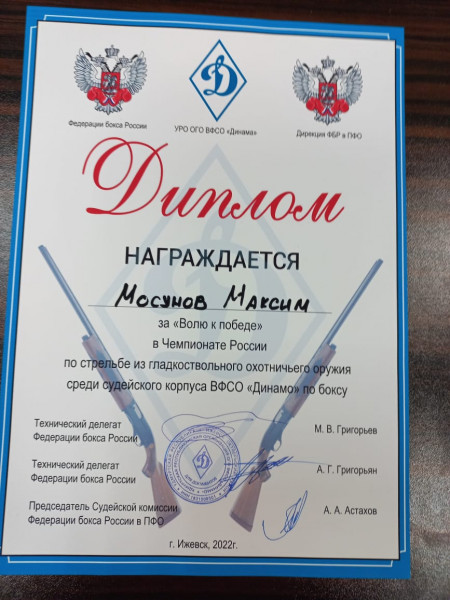 Федерации бокса России
УРО ОГО ВФСО «Динама»
Дирекция ФБР в ПФО
Диплом
НАГРАЖДАЕТСЯ
Мосунов Максим
за «Волю к победе»
в Чемпионате России
по стрельбе из гладкоствольного охотничьего оружия
среди судейского корпуса ВФСО «Динамо» по боксу
Технический делегат
Федерации бокса России
М. В. Григорьев
Технический делегат
Федерации бокса России
А. Г. Григорьян
Председатель Судейской комиссии
Федерации бокса России в ПФО
А. А. Астахов
г. Ижевск, 2022г.